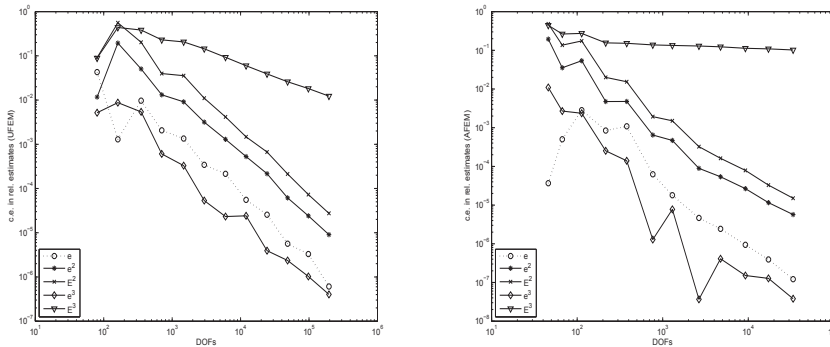 10^0
10^-1
10^-2
10^-3
10^-4
10^-5
10^-6
10^-7
c.e. in rel. estimates (UFEM)
e
e^2
E^2
e^3
E^3
10^1
10^2
10^3
10^4
10^5
10^6
DOFs
10^0
10^-1
10^-2
10^-3
10^-4
10^-5
10^-6
10^-7
10^-8
c.e. in rel. estimates (AFEM)
e
e^2
E^2
e^3
E^3
10^1
10^2
10^3
10^4
DOFs